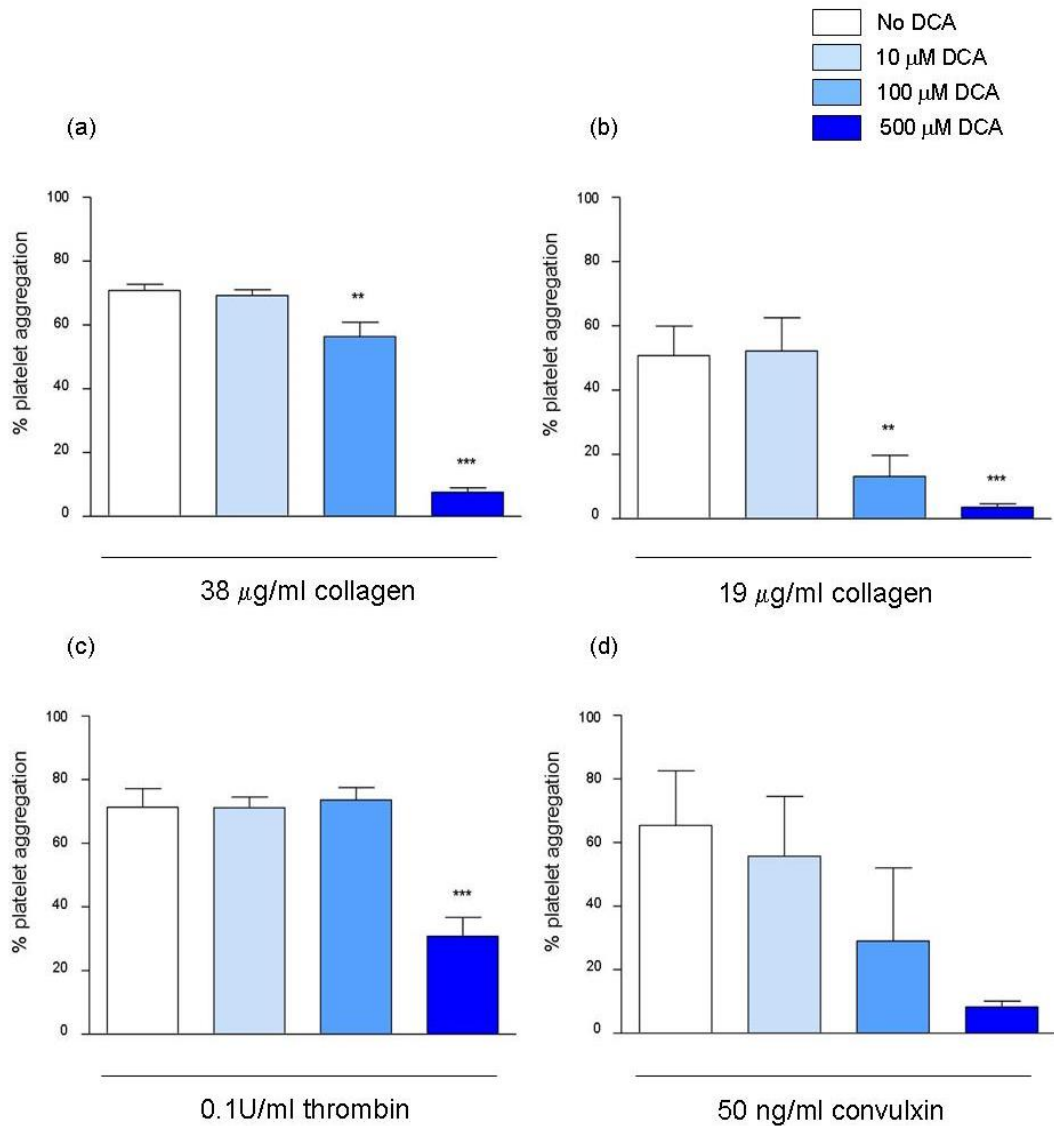 No DCA
10 μM DCA
100 μM DCA
500 μM DCA
(a)
100
80
60
40
20
0
% platelet aggregation
**
***
38 μg/ml collagen
(b)
100
80
60
40
20
0
% platelet aggregation
**
***
19 μg/ml collagen
(c)
100
80
60
40
20
0
% platelet aggregation
***
0.1U/ml thrombin
(d)
100
80
60
40
20
0
% platelet aggregation
50 ng/ml convulxin